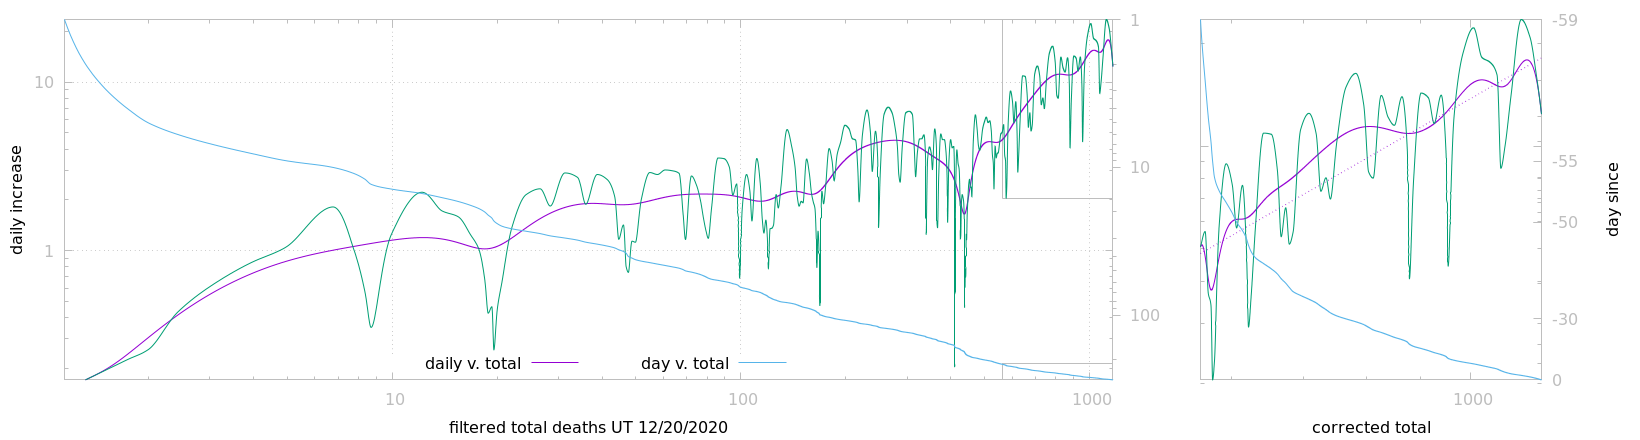 1
-59
10
10
-55
daily increase
day since
-50
1
100
-30
daily v. total
day v. total
0
10
100
1000
1000
filtered total deaths UT 12/20/2020
corrected total